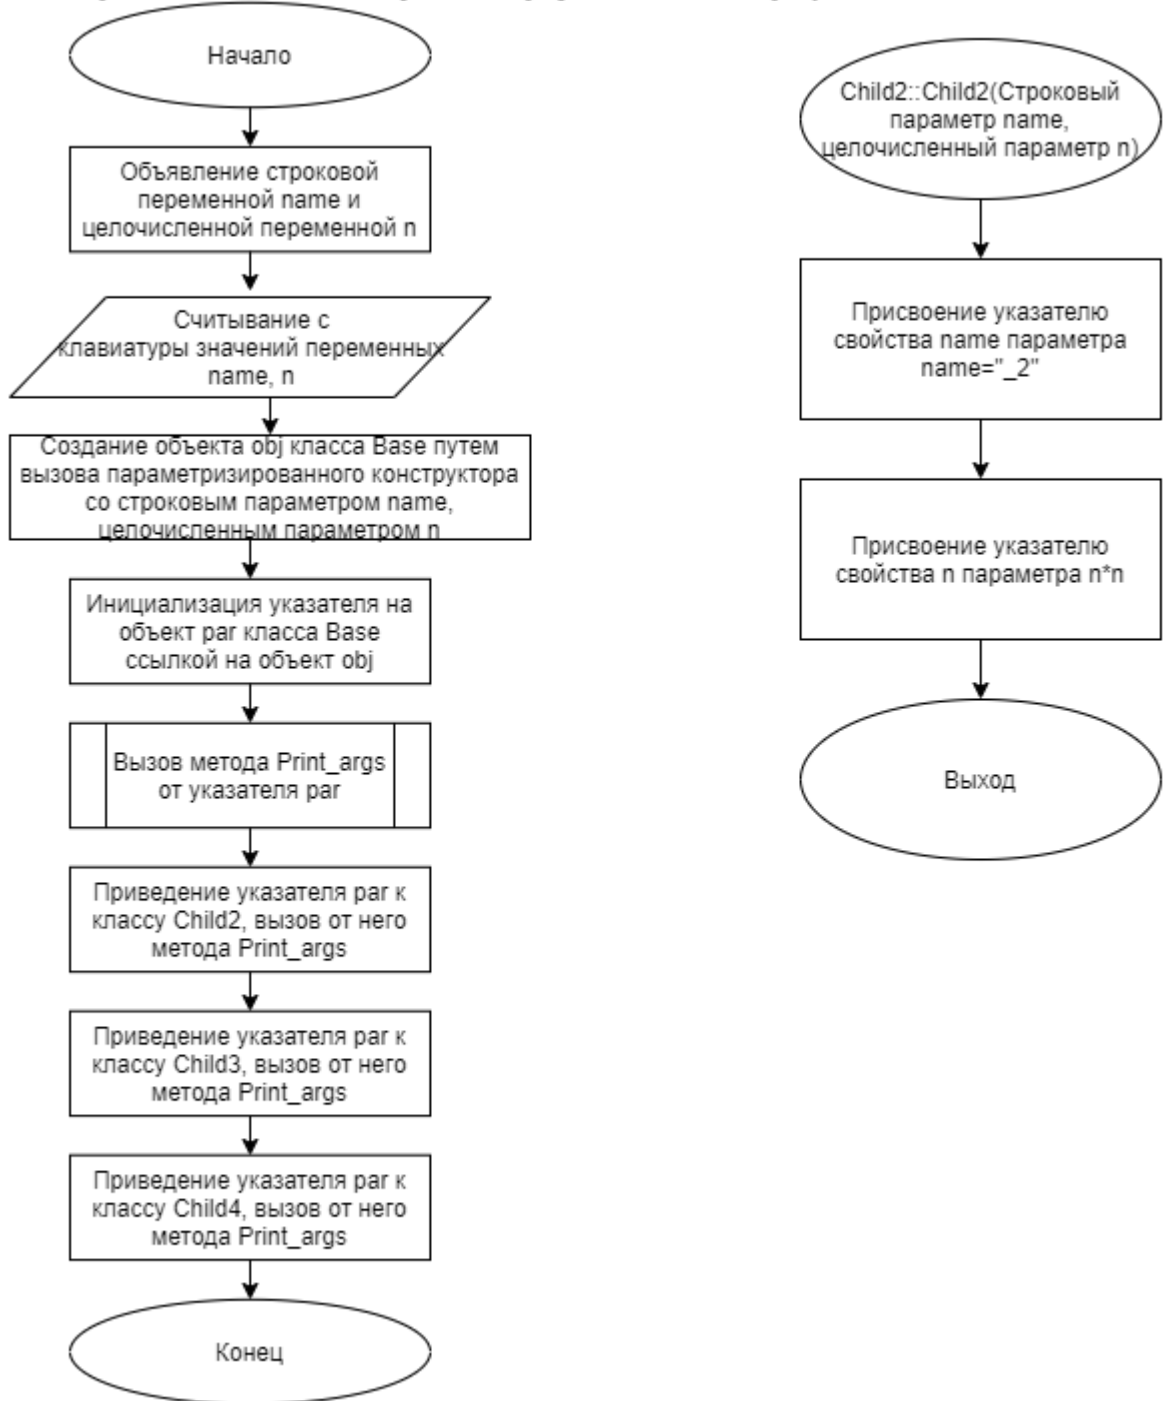 Начало
Объявление строковой
переменной name и
целочисленной переменной n
Считывание с
клавиатуры значений переменных
name, n
Создание объекта obj класса Base путем
вызова параметризированного конструктора
со строковым параметром name,
целочисленным параметром n
Инициализация указателя на
объект par класса Base
ссылкой на объект obj
Вызов метода Print_args
от указателя par
Приведение указателя par к
классу Child2, вызов от него
метода Print_args
Приведение указателя par к
классу Child3, вызов от него
метода Print_args
Приведение указателя par к
классу Child4, вызов от него
метода Print_args
Конец
Child2::Child2(Строковый
параметр name,
целочисленный параметр n)
Присвоение указателю
свойства name параметра
name="_2"
Присвоение указателю
свойства n параметра n*n
Выход